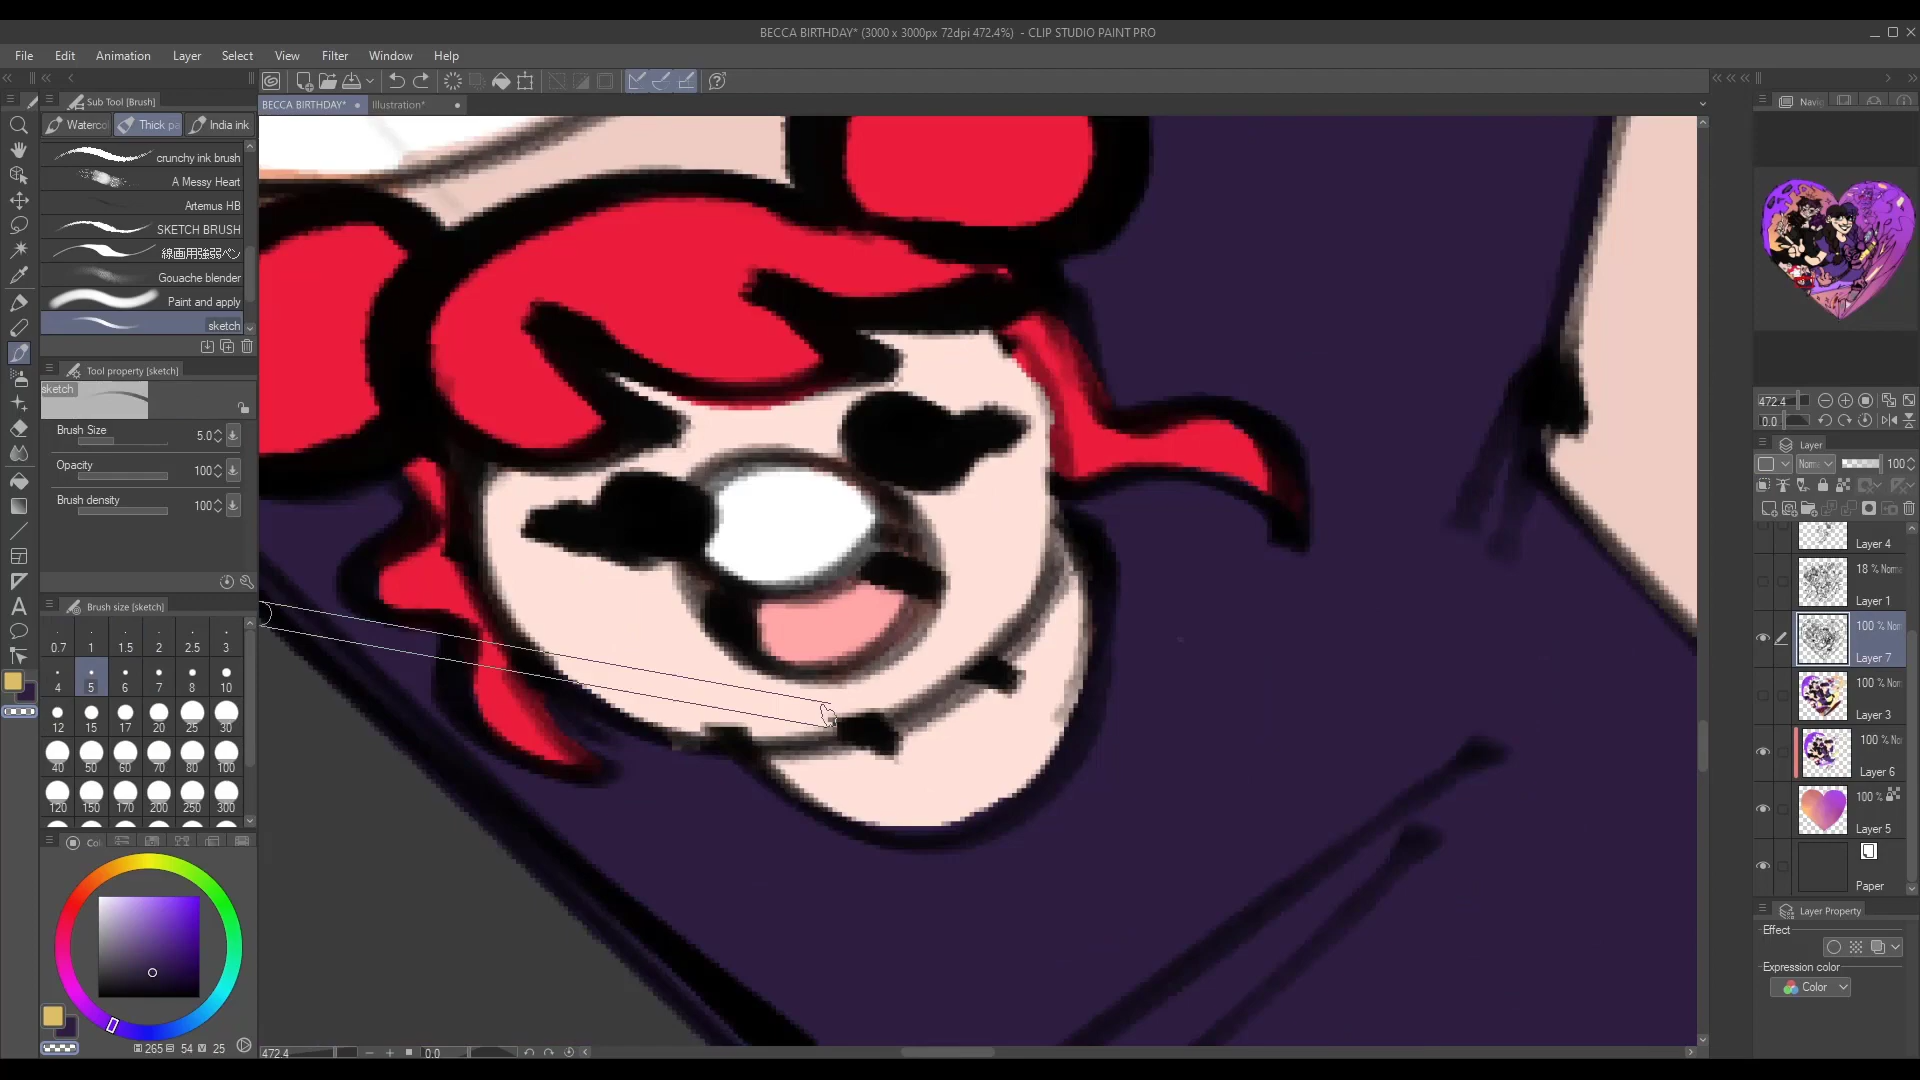 BECCA BIRTHDAY* (3000 x 3000px 72dpi 472.4%) - CLIP STUDIO PAINT PRO
File Edit Animation Layer Select View Filter Window Help
Sub Tool [Brush]
BECCA BIRTHDAY* Illustration*
Navig
Waterco Thick pa India ink
crunchy ink brush
A Messy Heart
Artemus HB
SKETCH BRUSH
線画用強弱ペン
Gouache blender
Paint and apply
sketch
Tool property [sketch]
sketch
Brush Size 5.0
Opacity 100
Brush density 100
Brush size [sketch]
0.7 1 1.5 2 2.5 3
4 5 6 7 8 10
12 15 17 20 25 30
40 50 60 70 80 100
120 150 170 200 250 300
Col
265 54 25
472.4 0.0
472.4
0.0
Layer
Norm 100
Layer 4
18 % Norm
Layer 1
100 % Norm
Layer 7
100 % Norm
Layer 3
100 % No
Layer 6
100 %
Layer 5
Paper
Layer Property
Effect
Expression color
Color